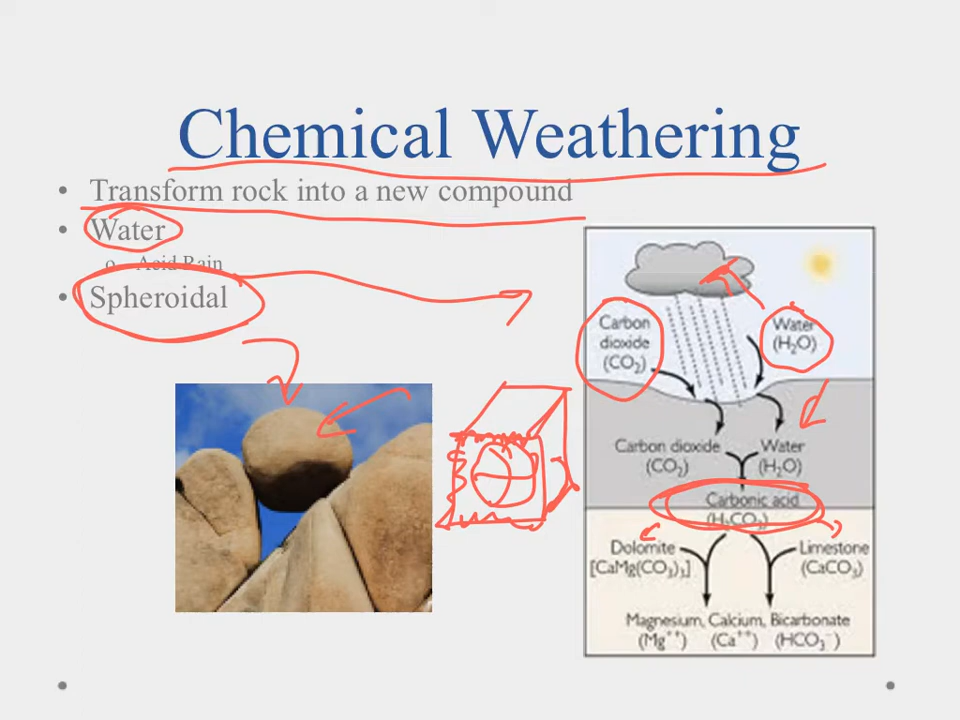 Chemical Weathering
• Transform rock into a new compound
• Water
o Acid Rain
• Spheroidal
Carbon
dioxide
(CO₂)
Water
(H₂O)
Carbon dioxide
(CO₂)
Water
(H₂O)
Carbonic acid
(H₂CO₃)
Dolomite
[CaMg(CO₃)₃]
Limestone
(CaCO₃)
Magnesium, Calcium, Bicarbonate
(Mg⁺⁺) (Ca⁺⁺) (HCO₃⁻)